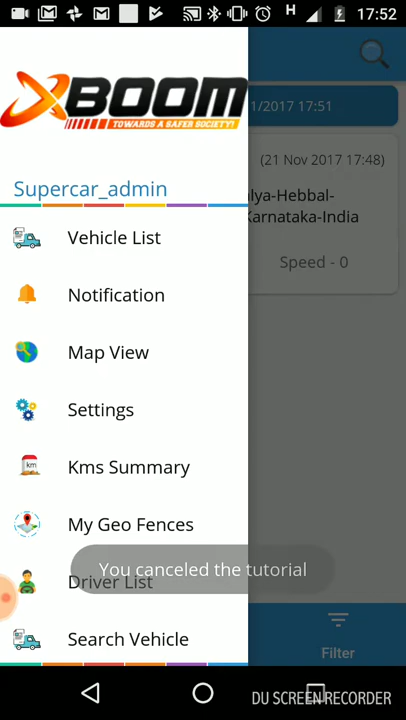 H 17:52
XBOOM
TOWARDS A SAFER SOCIETY!
1/2017 17:51
Supercar_admin
(21 Nov 2017 17:48)
lya-Hebbal-
Karnataka-India
Vehicle List
Speed - 0
Notification
Map View
Settings
Kms Summary
km
My Geo Fences
You canceled the tutorial
Driver List
Search Vehicle
Filter
DU SCREEN RECORDER